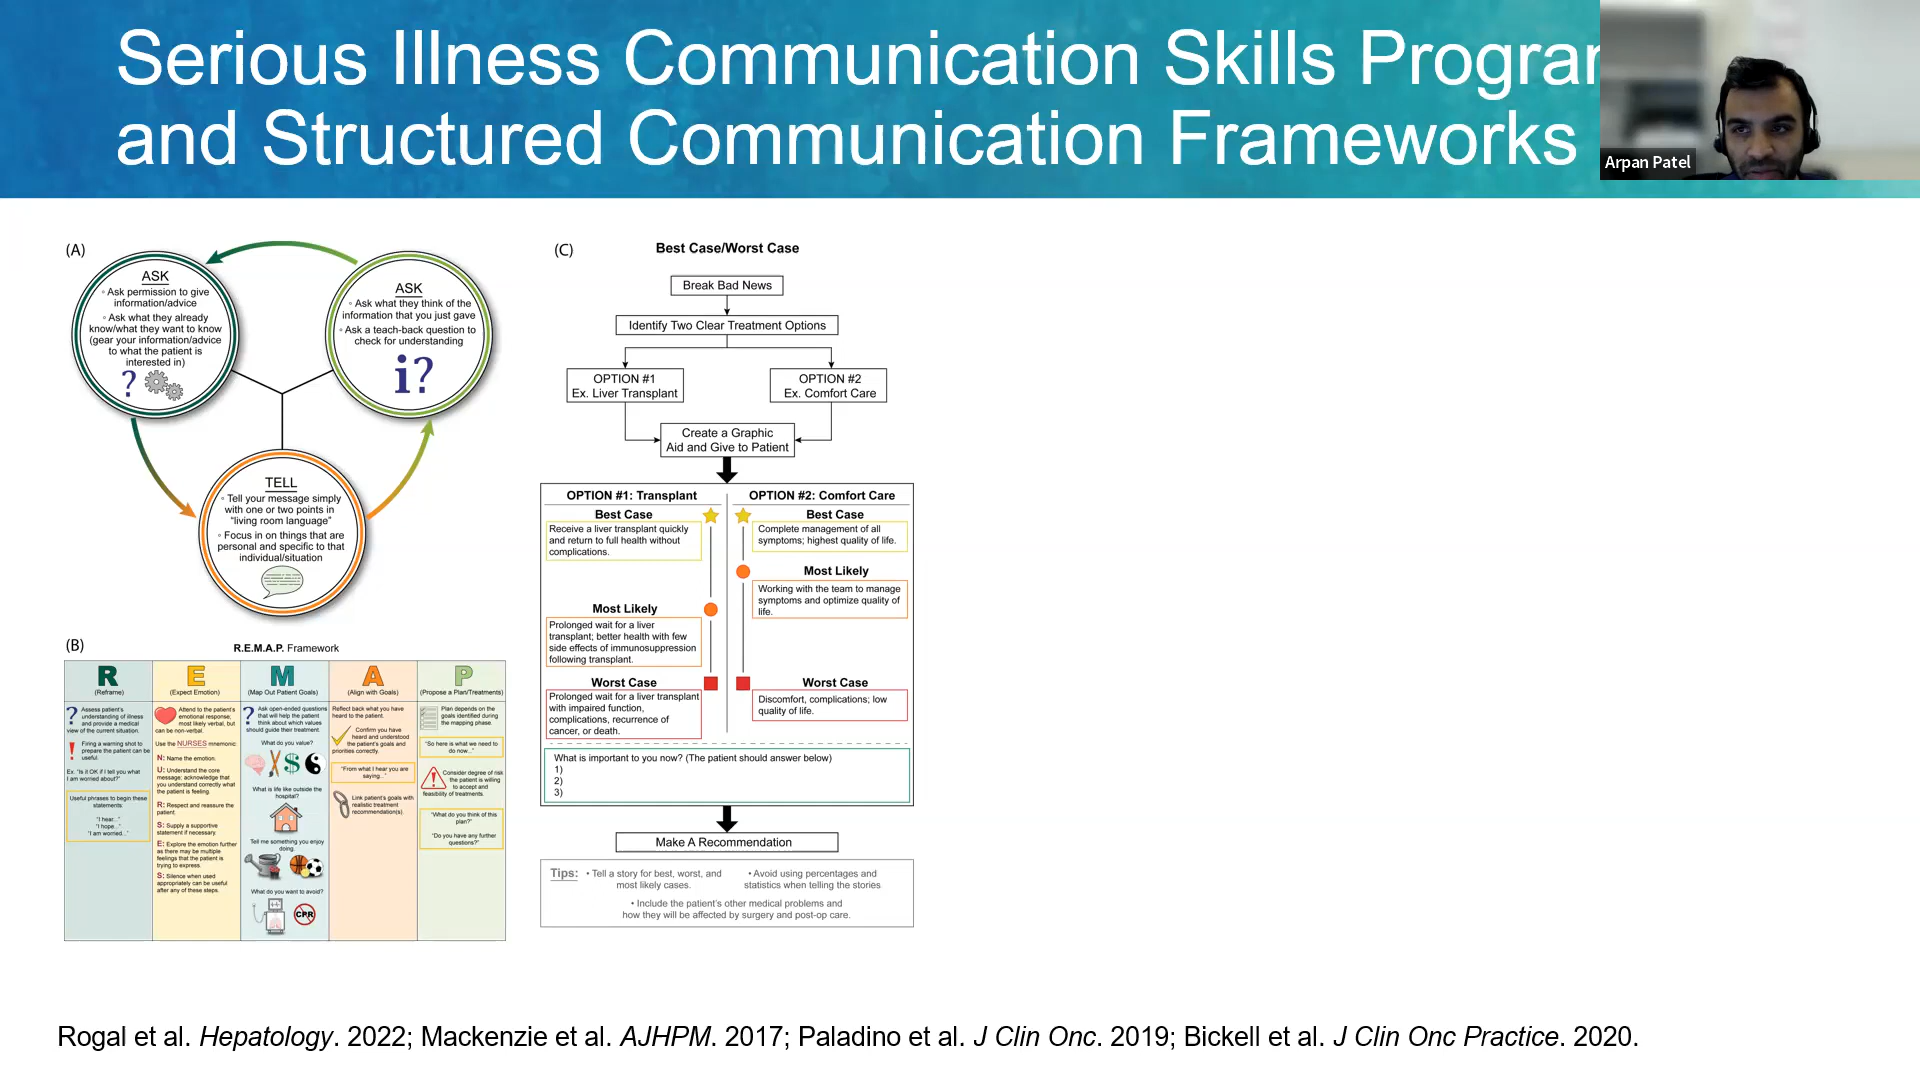 Serious Illness Communication Skills Progra
and Structured Communication Frameworks
Arpan Patel
(A)
ASK
◦ Ask permission to give
information/advice
◦ Ask what they already
know/what they want to know
(gear your information/advice
to what the patient is
interested in)
?
ASK
◦ Ask what they think of the
information that you just gave
◦ Ask a teach-back question to
check for understanding
i?
TELL
◦ Tell your message simply
with one or two points in
“living room language”
◦ Focus in on things that are
personal and specific to that
individual/situation
(B)
R.E.M.A.P. Framework
R
(Reframe)
? Assess patient's
understanding of illness
and provide a medical
view of the current situation.
! Firing a warning shot to
prepare the patient can be
useful.
Ex. “Is it OK if I tell you what
I am worried about?”
Useful phrases to begin these
statements:
“I hear...”
“I hope...”
“I am worried...”
E
(Expect Emotion)
Attend to the patient's
emotional response;
most likely verbal, but
can be non-verbal.
Use the NURSES mnemonic:
N: Name the emotion.
U: Understand the core
message; acknowledge that
you understand correctly what
the patient is feeling.
R: Respect and reassure the
patient.
S: Supply a supportive
statement if necessary.
E: Explore the emotion further
as there may be multiple
feelings that the patient is
trying to express.
S: Silence when used
appropriately can be useful
after any of these steps.
M
(Map Out Patient Goals)
? Ask open-ended questions
that will help the patient
think about which values
should guide their treatment.
What do you value?
$
What is life like outside the
hospital?
Tell me something you enjoy
doing.
What do you want to avoid?
CPR
A
(Align with Goals)
Reflect back what you have
heard to the patient.
Confirm you have
heard and understood
the patient's goals and
priorities correctly.
“From what I hear you are
saying...”
Link patient's goals with
realistic treatment
recommendation(s).
P
(Propose a Plan/Treatments)
Plan depends on the
goals identified during
the mapping phase.
“So here is what we need to
do now...”
! Consider degree of risk
the patient is willing
to accept and
feasibility of treatments.
“What do you think of this
plan?”
“Do you have any further
questions?”
(C)
Best Case/Worst Case
Break Bad News
Identify Two Clear Treatment Options
OPTION #1
Ex. Liver Transplant
OPTION #2
Ex. Comfort Care
Create a Graphic
Aid and Give to Patient
OPTION #1: Transplant
Best Case
Receive a liver transplant quickly
and return to full health without
complications.
Most Likely
Prolonged wait for a liver
transplant; better health with few
side effects of immunosuppression
following transplant.
Worst Case
Prolonged wait for a liver transplant
with impaired function,
complications, recurrence of
cancer, or death.
OPTION #2: Comfort Care
Best Case
Complete management of all
symptoms; highest quality of life.
Most Likely
Working with the team to manage
symptoms and optimize quality of
life.
Worst Case
Discomfort, complications; low
quality of life.
What is important to you now? (The patient should answer below)
1)
2)
3)
Make A Recommendation
Tips:
• Tell a story for best, worst, and
most likely cases.
• Avoid using percentages and
statistics when telling the stories
• Include the patient's other medical problems and
how they will be affected by surgery and post-op care.
Rogal et al. Hepatology. 2022; Mackenzie et al. AJHPM. 2017; Paladino et al. J Clin Onc. 2019; Bickell et al. J Clin Onc Practice. 2020.